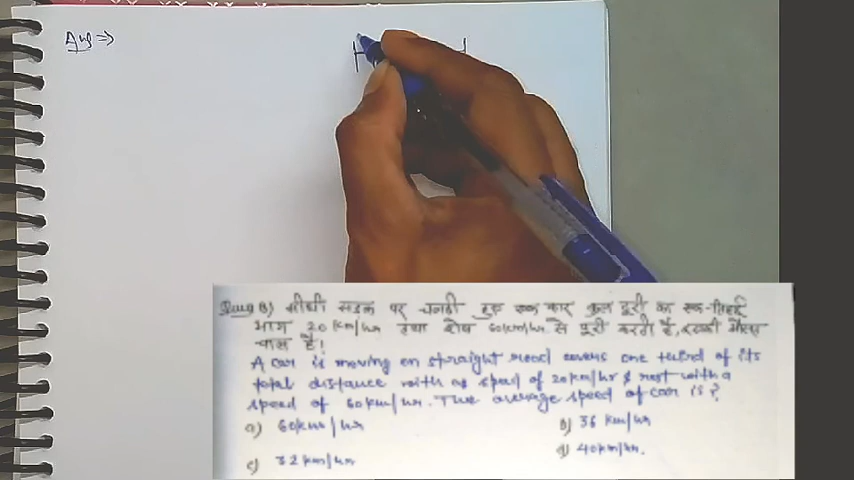 Ans ⇒
सीधी सड़क पर चलती हुई एक कार कुल दूरी का एक-तिहाई
भाग 20 km/hr तथा शेष 60 km/hr. से पूरी करती है, इसकी औसत
चाल है।
A car is moving on straight road covers one third of its
total distance with a speed of 20 km/hr & rest with a
speed of 60 km/hr. The average speed of car is?
a) 60 km/hr
b) 36 km/hr
c) 32 km/hr
d) 40 km/hr.